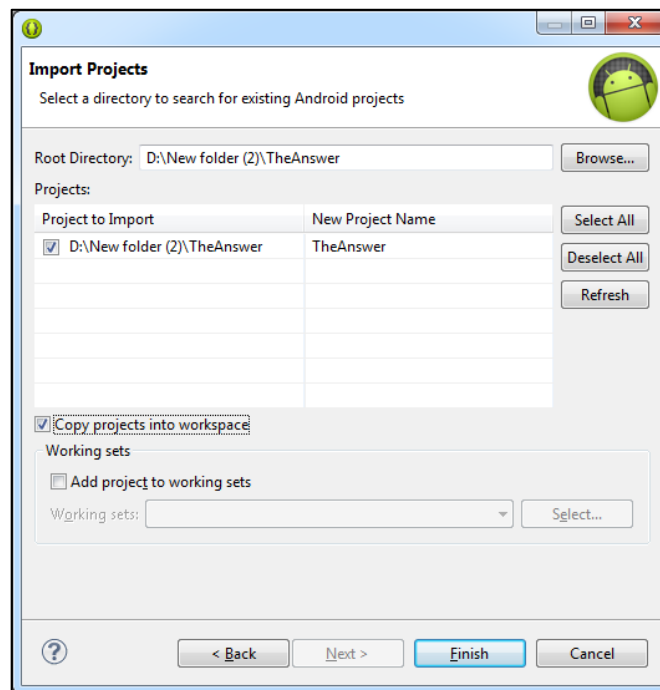 Import Projects
Select a directory to search for existing Android projects
Root Directory: D:\New folder (2)\TheAnswer Browse...
Projects:
Project to Import New Project Name Select All
D:\New folder (2)\TheAnswer TheAnswer
Deselect All
Refresh
Copy projects into workspace
Working sets
Add project to working sets
Working sets: Select...
< Back Next > Finish Cancel